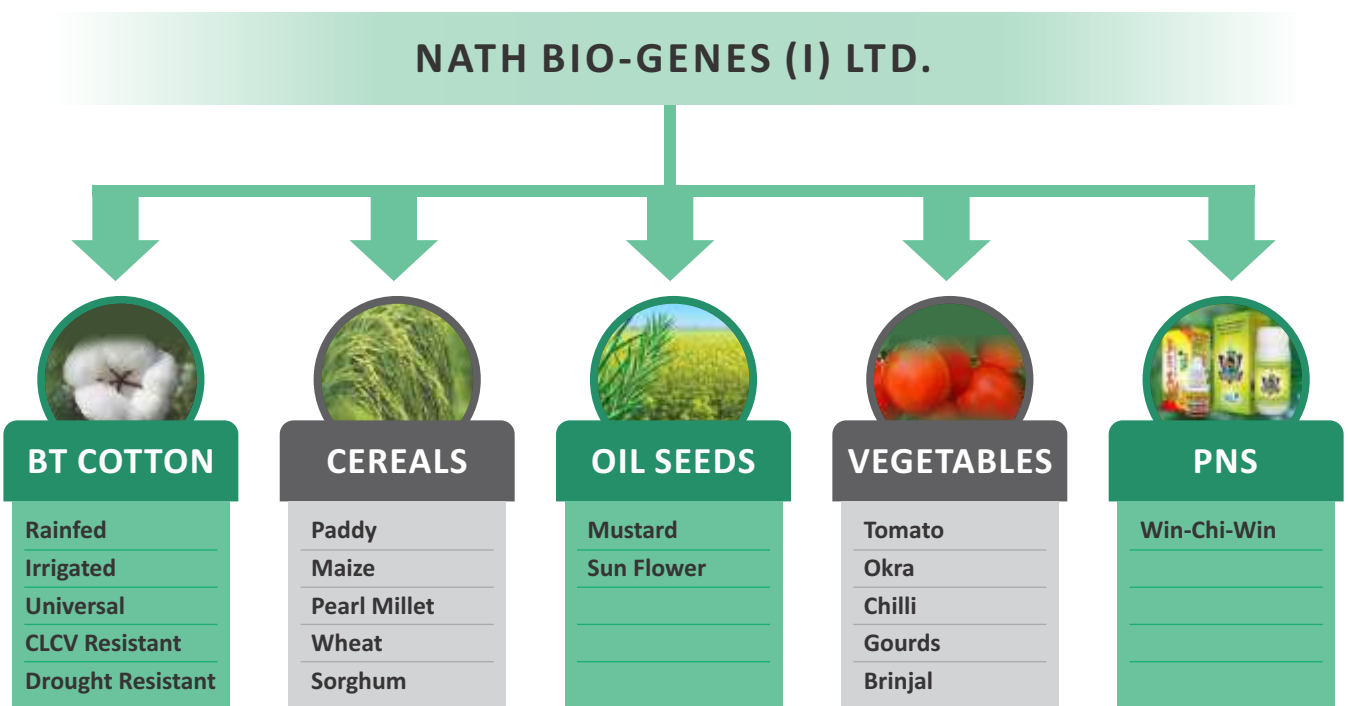 NATH BIO-GENES (I) LTD.
BT COTTON
Rainfed
Irrigated
Universal
CLCV Resistant
Drought Resistant
CEREALS
Paddy
Maize
Pearl Millet
Wheat
Sorghum
OIL SEEDS
Mustard
Sun Flower
VEGETABLES
Tomato
Okra
Chilli
Gourds
Brinjal
PNS
Win-Chi-Win